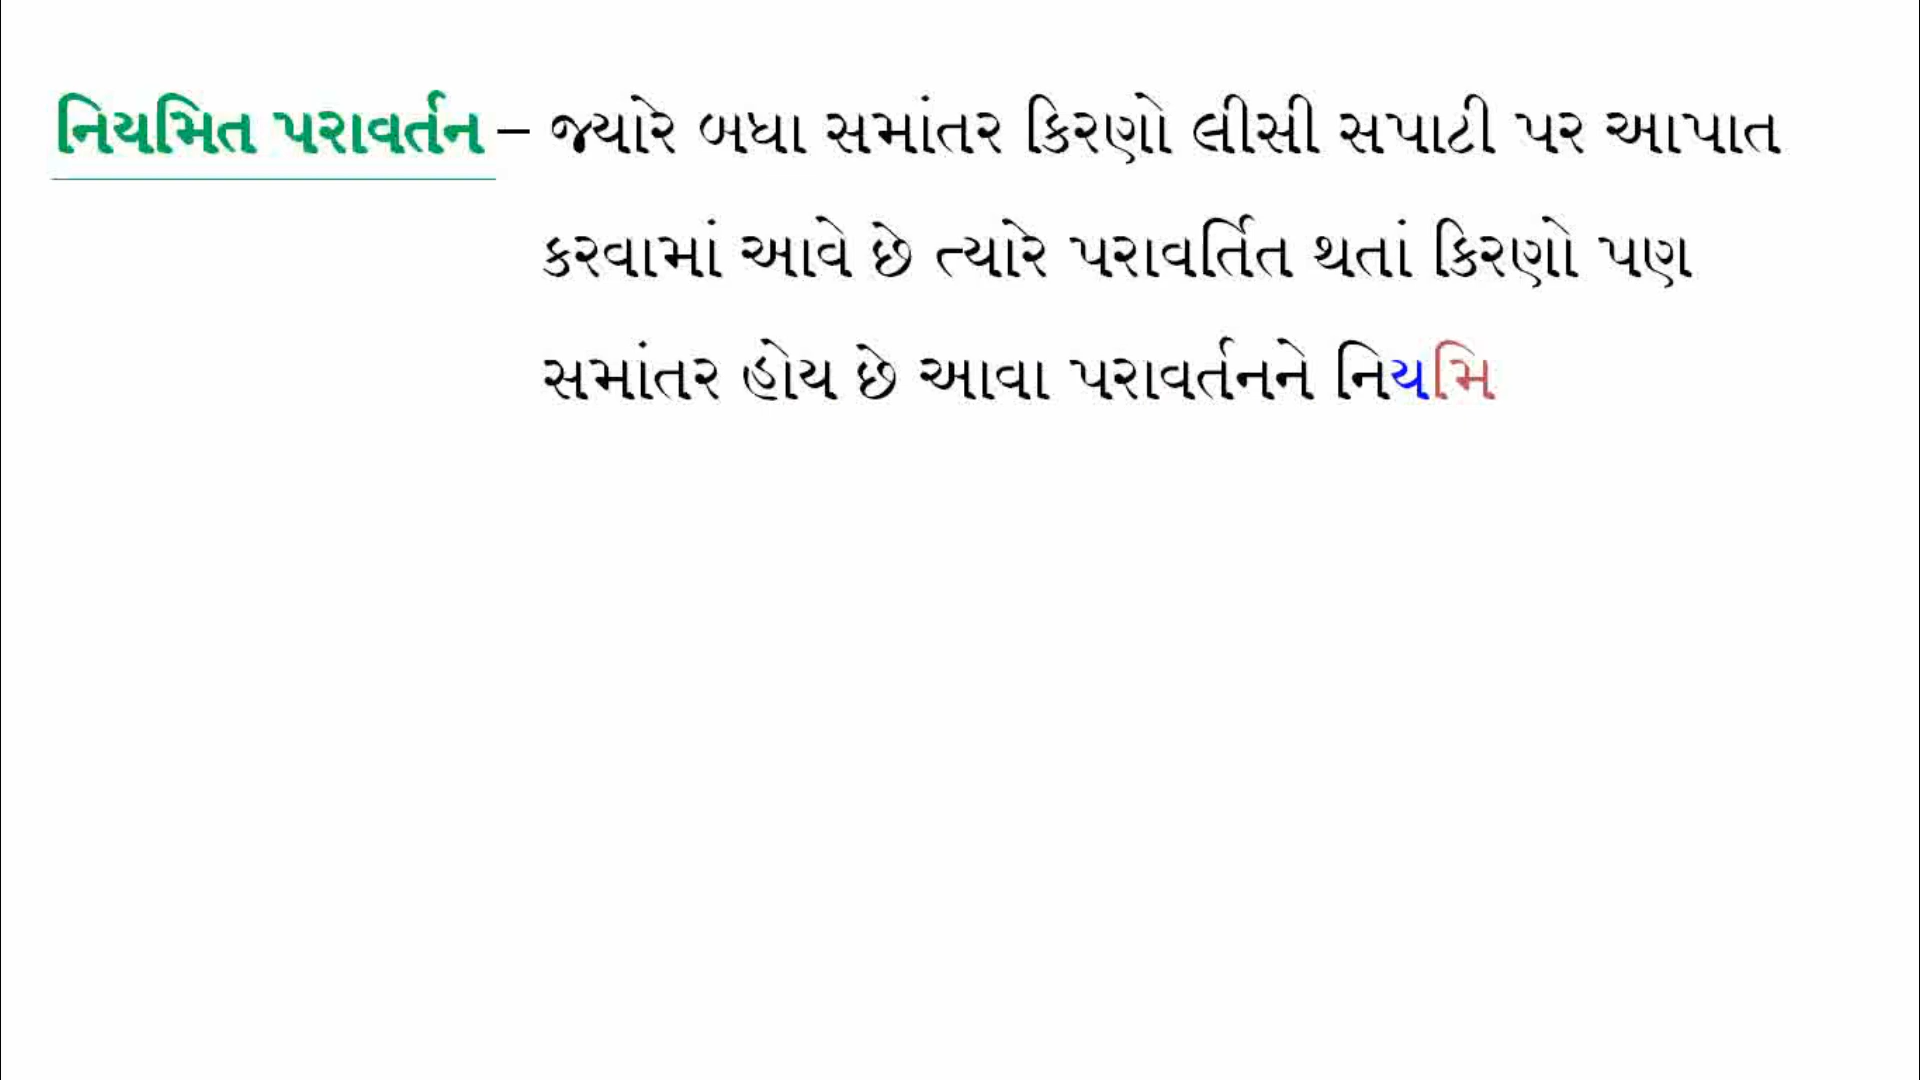 નિયમિત પરાવર્તન – જ્યારે બધા સમાંતર કિરણો લીસી સપાટી પર આપાત
કરવામાં આવે છે ત્યારે પરાવર્તિત થતાં કિરણો પણ
સમાંતર હોય છે આવા પરાવર્તનને નિયમિ